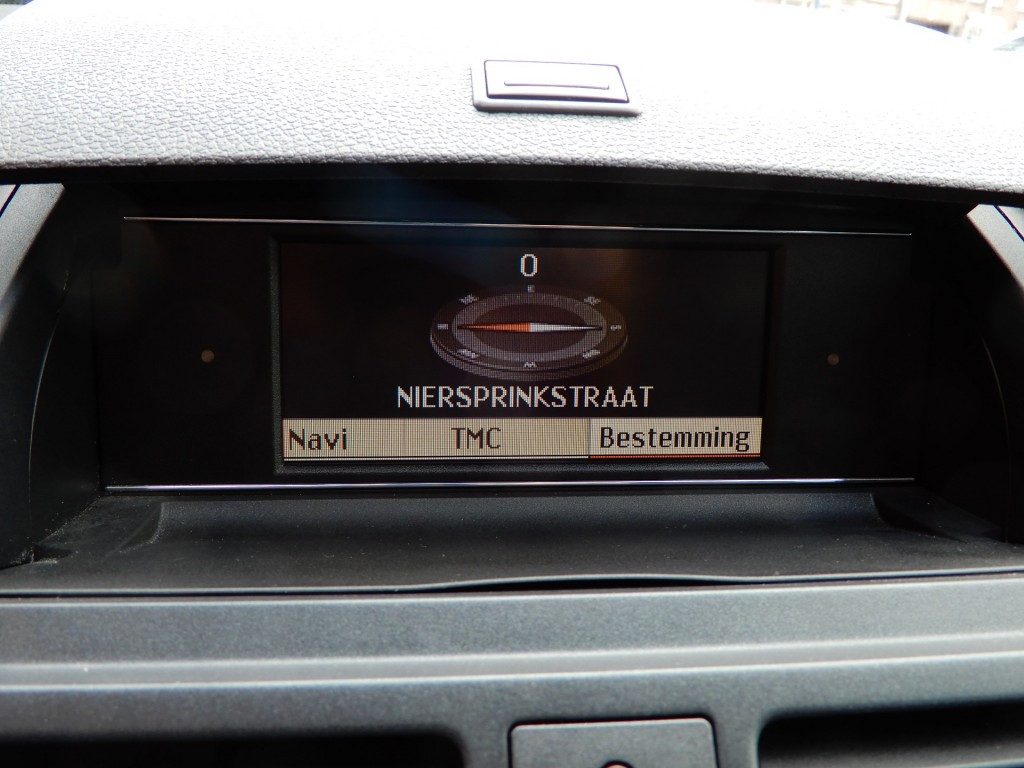 O
E
NIERSPRINKSTRAAT
Navi TMC Bestemming